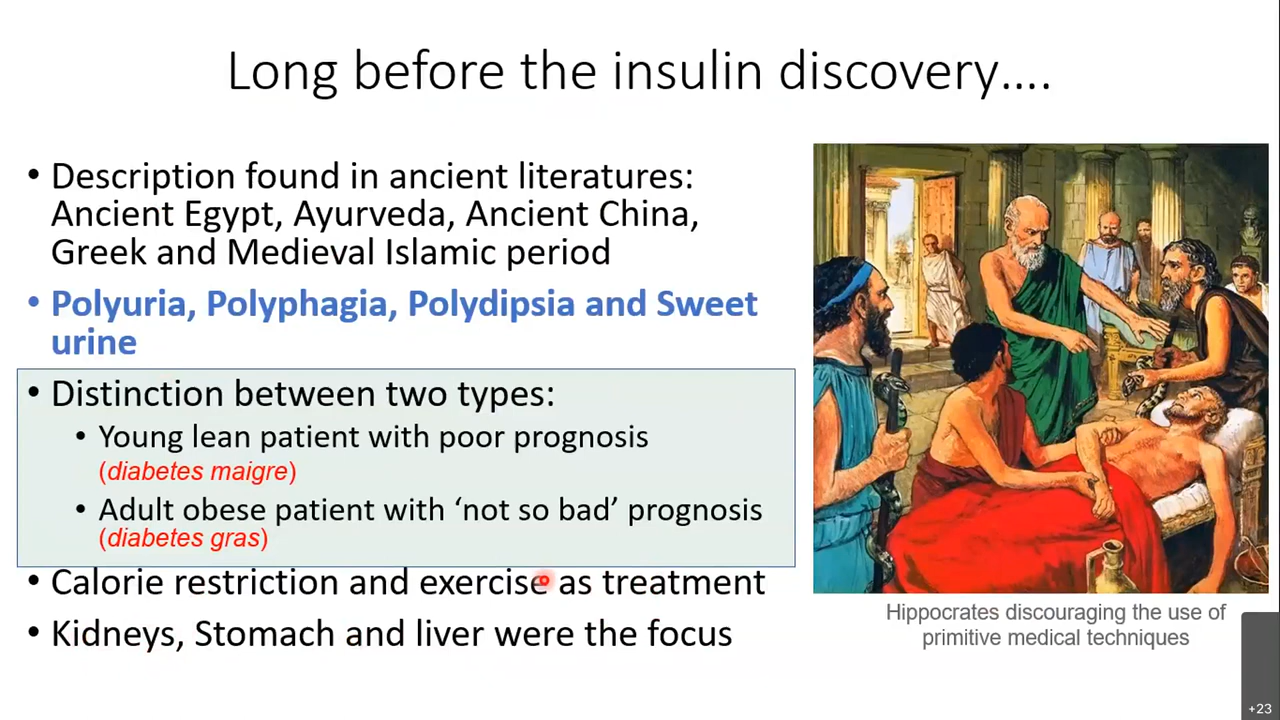 Long before the insulin discovery....
• Description found in ancient literatures:
Ancient Egypt, Ayurveda, Ancient China,
Greek and Medieval Islamic period
• Polyuria, Polyphagia, Polydipsia and Sweet
urine
• Distinction between two types:
• Young lean patient with poor prognosis
(diabetes maigre)
• Adult obese patient with ‘not so bad’ prognosis
(diabetes gras)
• Calorie restriction and exercise as treatment
• Kidneys, Stomach and liver were the focus
Hippocrates discouraging the use of
primitive medical techniques
+23